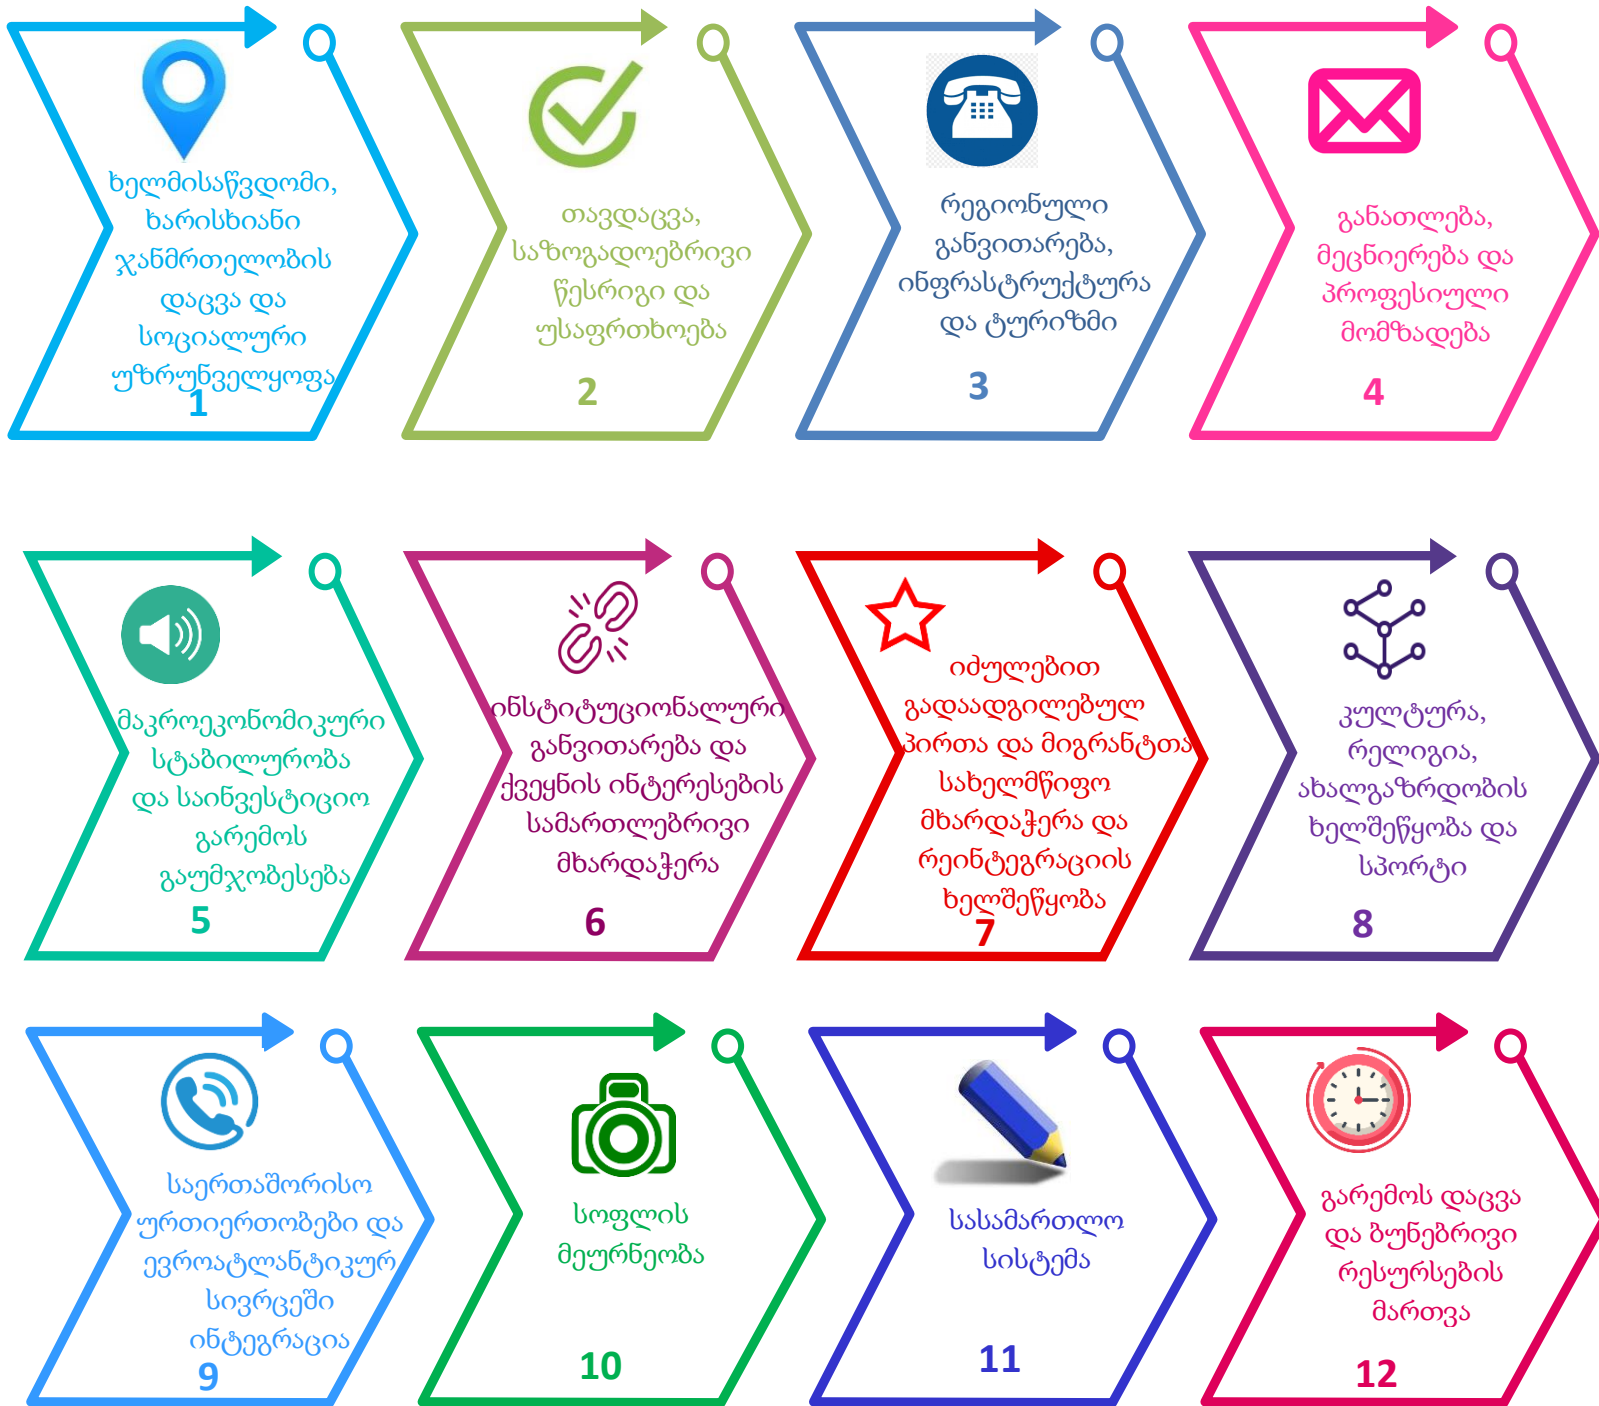 ხელმისაწვდომი,
ხარისხიანი
ჯანმრთელობის
დაცვა და
სოციალური
უზრუნველყოფა
1
თავდაცვა,
საზოგადოებრივი
წესრიგი და
უსაფრთხოება
2
რეგიონული
განვითარება,
ინფრასტრუქტურა
და ტურიზმი
3
განათლება,
მეცნიერება და
პროფესიული
მომზადება
4
მაკროეკონომიკური
სტაბილურობა
და საინვესტიციო
გარემოს
გაუმჯობესება
5
ინსტიტუციონალური
განვითარება და
ქვეყნის ინტერესების
სამართლებრივი
მხარდაჭერა
6
იძულებით
გადაადგილებულ
პირთა და მიგრანტთა
სახელმწიფო
მხარდაჭერა და
რეინტეგრაციის
ხელშეწყობა
7
კულტურა,
რელიგია,
ახალგაზრდობის
ხელშეწყობა და
სპორტი
8
საერთაშორისო
ურთიერთობები და
ევროატლანტიკურ
სივრცეში
ინტეგრაცია
9
სოფლის
მეურნეობა
10
სასამართლო
სისტემა
11
გარემოს დაცვა
და ბუნებრივი
რესურსების
მართვა
12